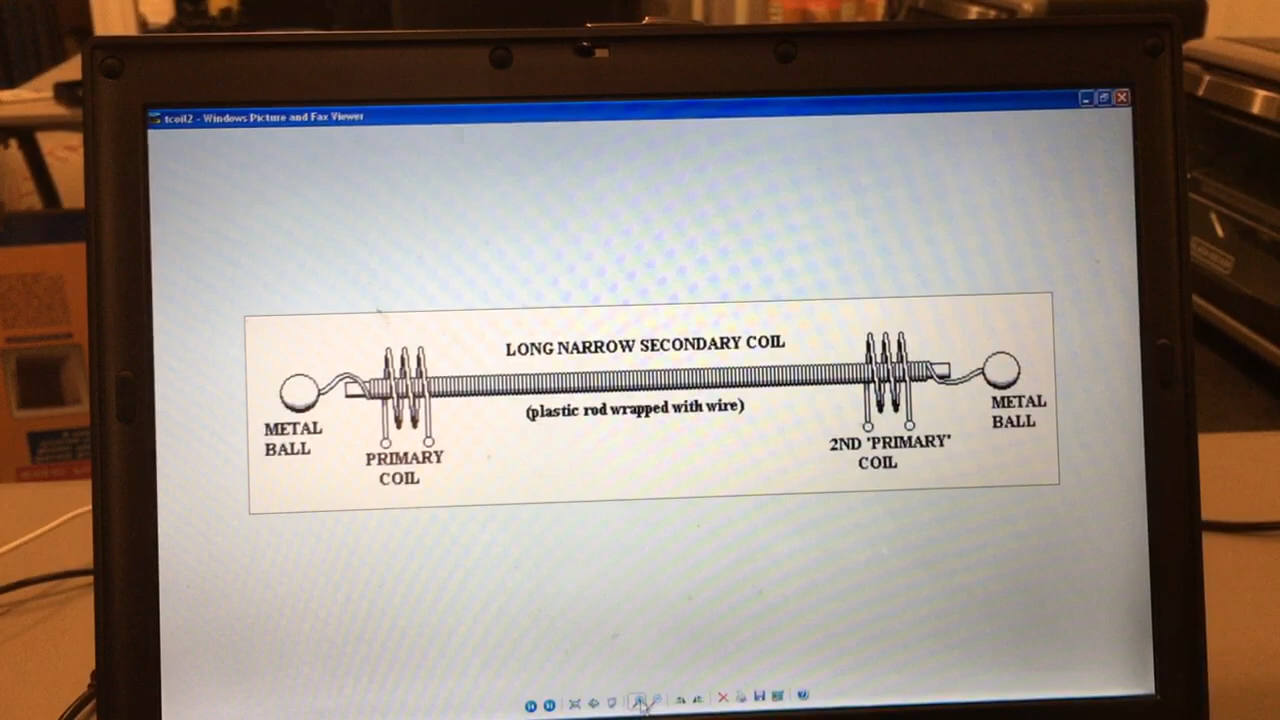 tcoil2 - Windows Picture and Fax Viewer
LONG NARROW SECONDARY COIL
(plastic rod wrapped with wire)
METAL
BALL
PRIMARY
COIL
2ND 'PRIMARY'
COIL
METAL
BALL